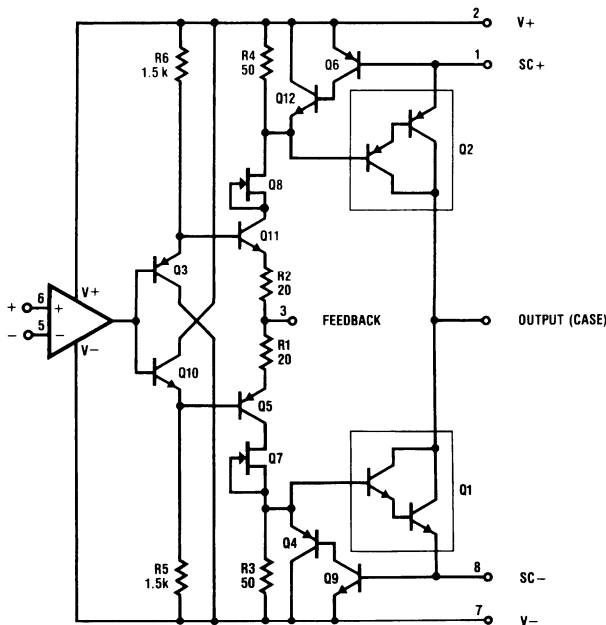 2 V+
R6
1.5 k
R4
50
Q6
1 SC+
Q12
Q2
Q8
Q11
Q3
R2
20
+ 6 + V+
3 FEEDBACK
OUTPUT (CASE)
- 5 - V-
R1
20
Q10
Q5
Q7
Q1
Q4
Q9
R5
1.5k
R3
50
8 SC-
7 V-